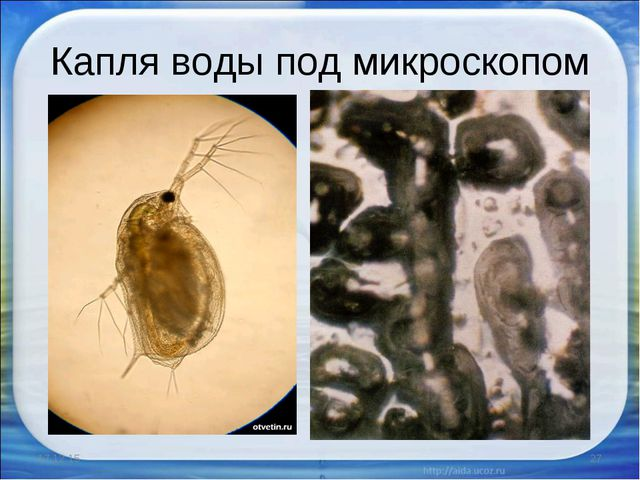 Капля воды под микроскопом
otvetin.ru
27
http://aida.ucoz.ru